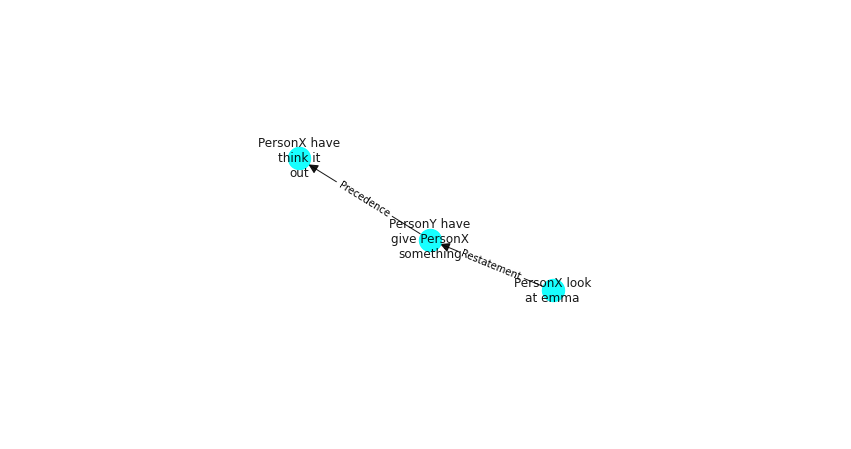 PersonX have
think it
out
Precedence
PersonY have
give PersonX
something
Restatement
PersonX look
at emma